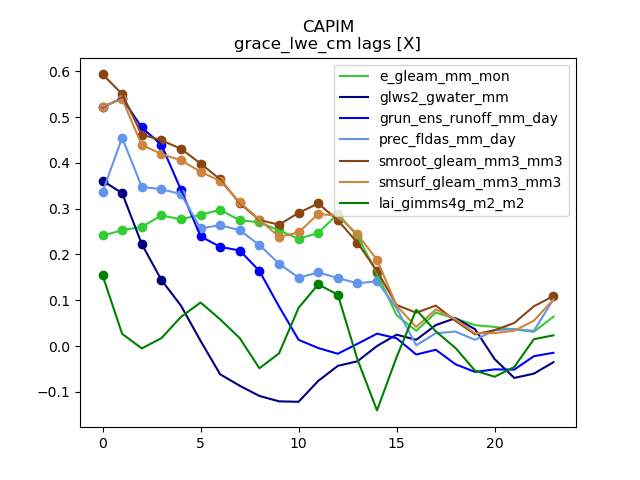 CAPIM
grace_lwe_cm lags [X]
0.6
0.5
0.4
0.3
0.2
0.1
0.0
−0.1
0
5
10
15
20
e_gleam_mm_mon
glws2_gwater_mm
grun_ens_runoff_mm_day
prec_fldas_mm_day
smroot_gleam_mm3_mm3
smsurf_gleam_mm3_mm3
lai_gimms4g_m2_m2